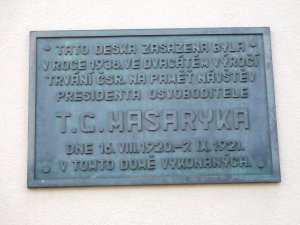 TATO DESKA ZASAZENA BYLA
V ROCE 1938. VE DVACÁTÉM VÝROČÍ
TRVÁNÍ ČSR. NA PAMĚŤ NÁVŠTĚV
PRESIDENTA OSVOBODITELE
T. G. MASARYKA
DNE 16. VIII. 1920.-7. IX. 1921.
V TOMTO DOMĚ VYKONANÝCH.